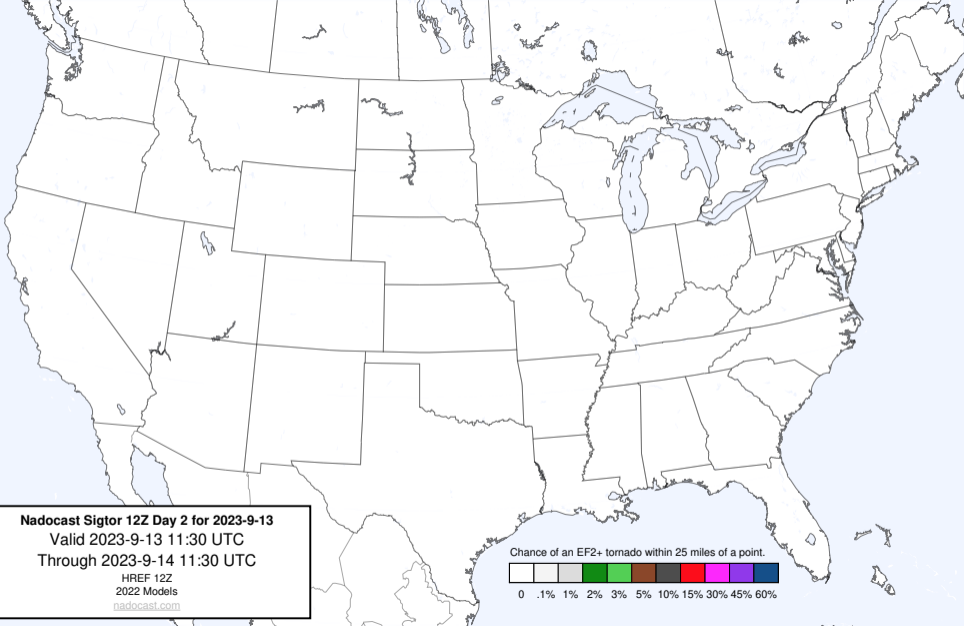 Nadocast Sigtor 12Z Day 2 for 2023-9-13
Valid 2023-9-13 11:30 UTC
Through 2023-9-14 11:30 UTC
HREF 12Z
2022 Models
nadocast.com
Chance of an EF2+ tornado within 25 miles of a point.
0 .1% 1% 2% 3% 5% 10% 15% 30% 45% 60%